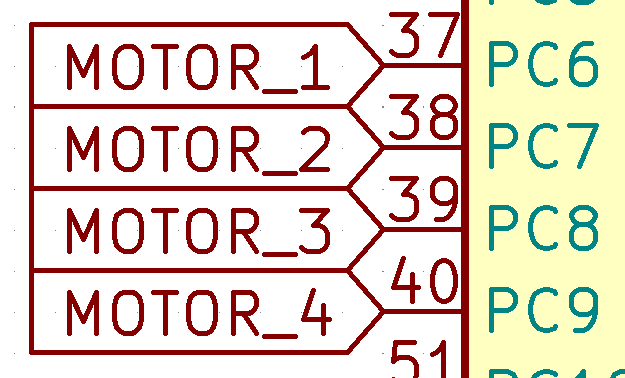 37
MOTOR_1 PC6
38
MOTOR_2 PC7
39
MOTOR_3 PC8
40
MOTOR_4 PC9
51